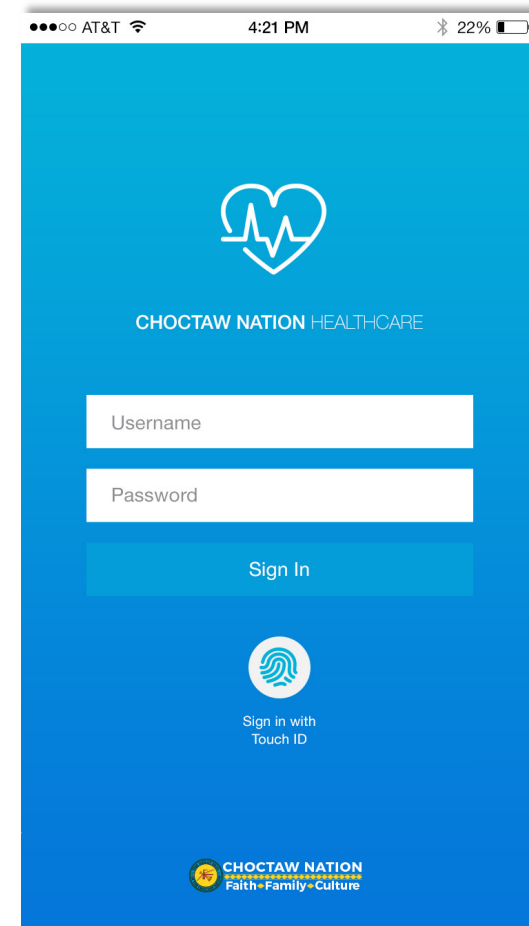 AT&T 4:21 PM 22%
CHOCTAW NATION HEALTHCARE
Username
Password
Sign In
Sign in with
Touch ID
CHOCTAW NATION
Faith◆Family◆Culture